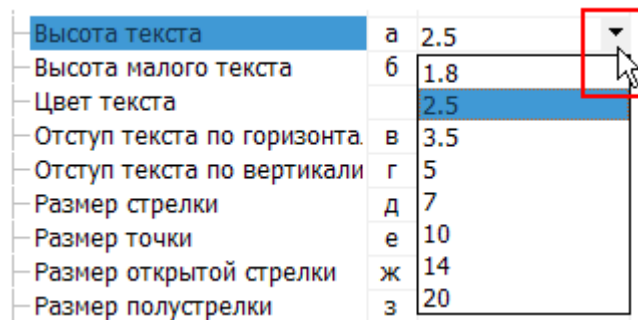 Высота текста а 2.5
Высота малого текста б 1.8
Цвет текста 2.5
Отступ текста по горизонта в 3.5
Отступ текста по вертикали г 5
Размер стрелки д 7
Размер точки е 10
Размер открытой стрелки ж 14
Размер полустрелки з 20